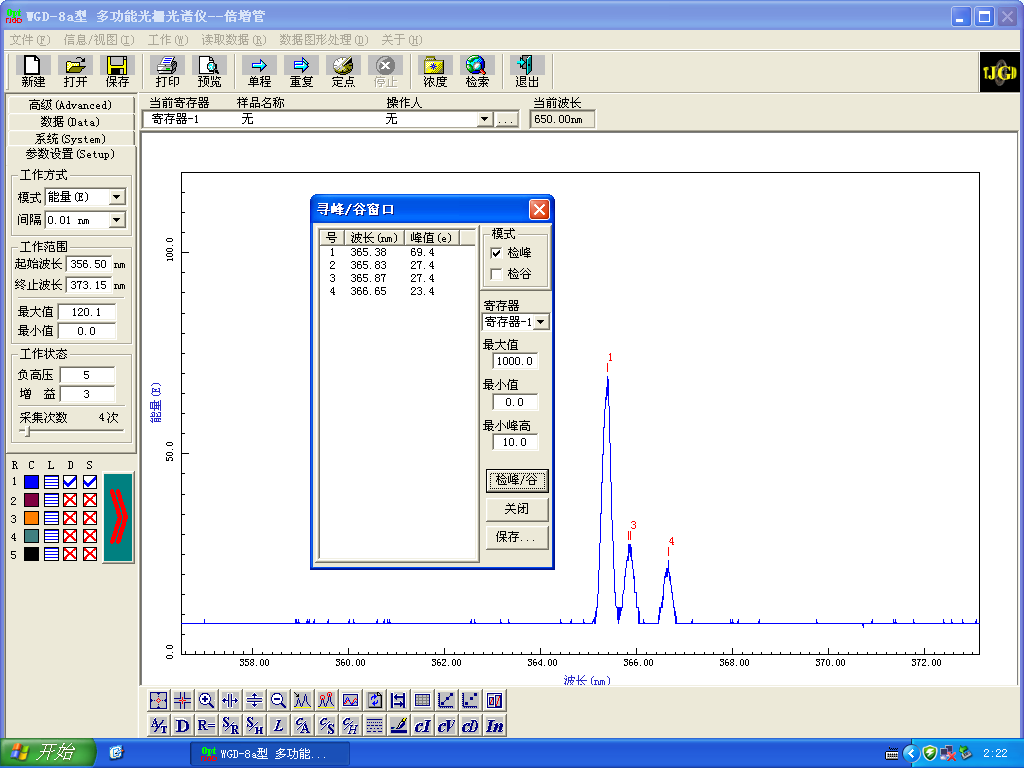 WGD-8a型 多功能光栅光谱仪--倍增管
文件(F) 信息/视图(I) 工作(W) 读取数据(R) 数据图形处理(D) 关于(H)
新建 打开 保存 打印 预览 单程 重复 定点 停止 浓度 检索 退出
TJGD
高级(Advanced)
数据(Data)
系统(System)
参数设置(Setup)
当前寄存器 样品名称 操作人 当前波长
寄存器-1 无 无 ... 650.00nm
工作方式
模式 能量(E)
间隔 0.01 nm
工作范围
起始波长 356.50 nm
终止波长 373.15 nm
最大值 120.1
最小值 0.0
工作状态
负高压 5
增 益 3
采集次数 4次
R C L D S
1
2
3
4
5
寻峰/谷窗口
号 波长(nm) 峰值(e)
1 365.38 69.4
2 365.83 27.4
3 365.87 27.4
4 366.65 23.4
模式
检峰
检谷
寄存器
寄存器-1
最大值
1000.0
最小值
0.0
最小峰高
10.0
检峰/谷
关闭
保存...
100.0
能量(E)
50.0
0.0
1
3
4
358.00 360.00 362.00 364.00 366.00 368.00 370.00 372.00
波长(nm)
A/T D R= SR SH L C/A C/S C/H cI cV cD In
开始
WGD-8a型 多功能...
2:22